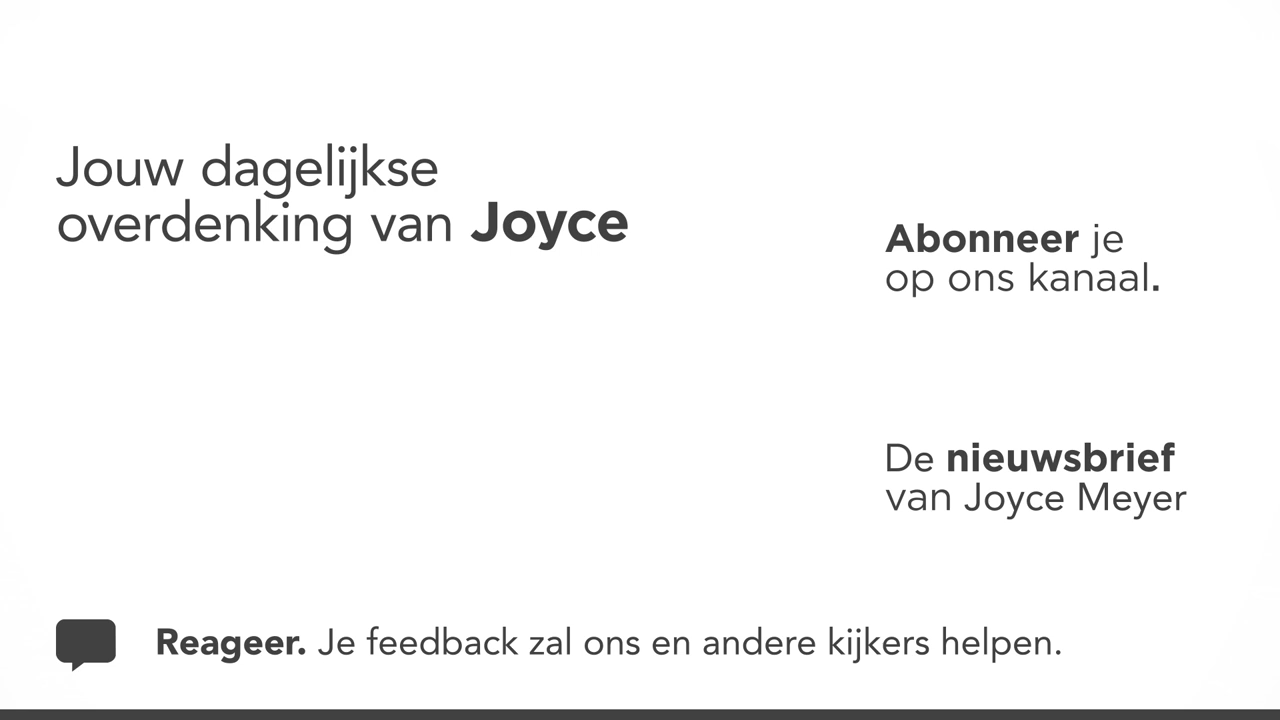 Jouw dagelijkse
overdenking van Joyce
Abonneer je
op ons kanaal.
De nieuwsbrief
van Joyce Meyer
Reageer. Je feedback zal ons en andere kijkers helpen.